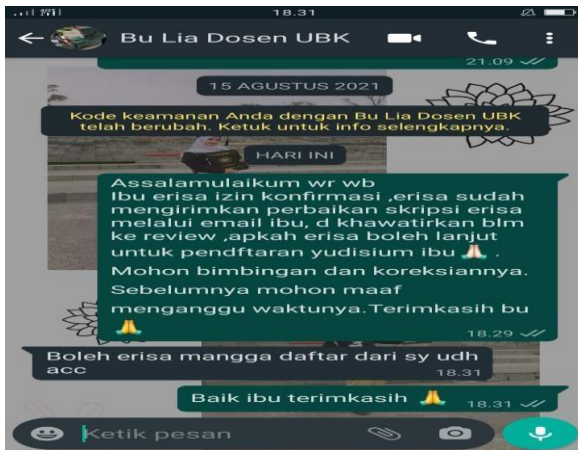 18.31
Bu Lia Dosen UBK
21.09
15 AGUSTUS 2021
Kode keamanan Anda dengan Bu Lia Dosen UBK
telah berubah. Ketuk untuk info selengkapnya.
HARI INI
Assalamulaikum wr wb
Ibu erisa izin konfirmasi ,erisa sudah
mengirimkan perbaikan skripsi erisa
melalui email ibu, d khawatirkan blm
ke review ,apkah erisa boleh lanjut
untuk pendftaran yudisium ibu 🙏🏻 .
Mohon bimbingan dan koreksiannya.
Sebelumnya mohon maaf
menganggu waktunya.Terimkasih bu
🙏
18.29
Boleh erisa mangga daftar dari sy udh
acc
18.31
Baik ibu terimkasih 🙏 18.31
Ketik pesan